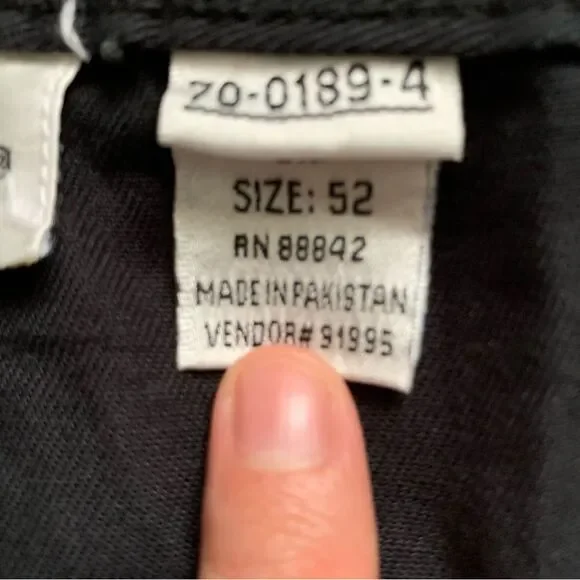 zo-0189-4
SIZE: 52
RN 88842
MADE IN PAKISTAN
VENDOR# 91995